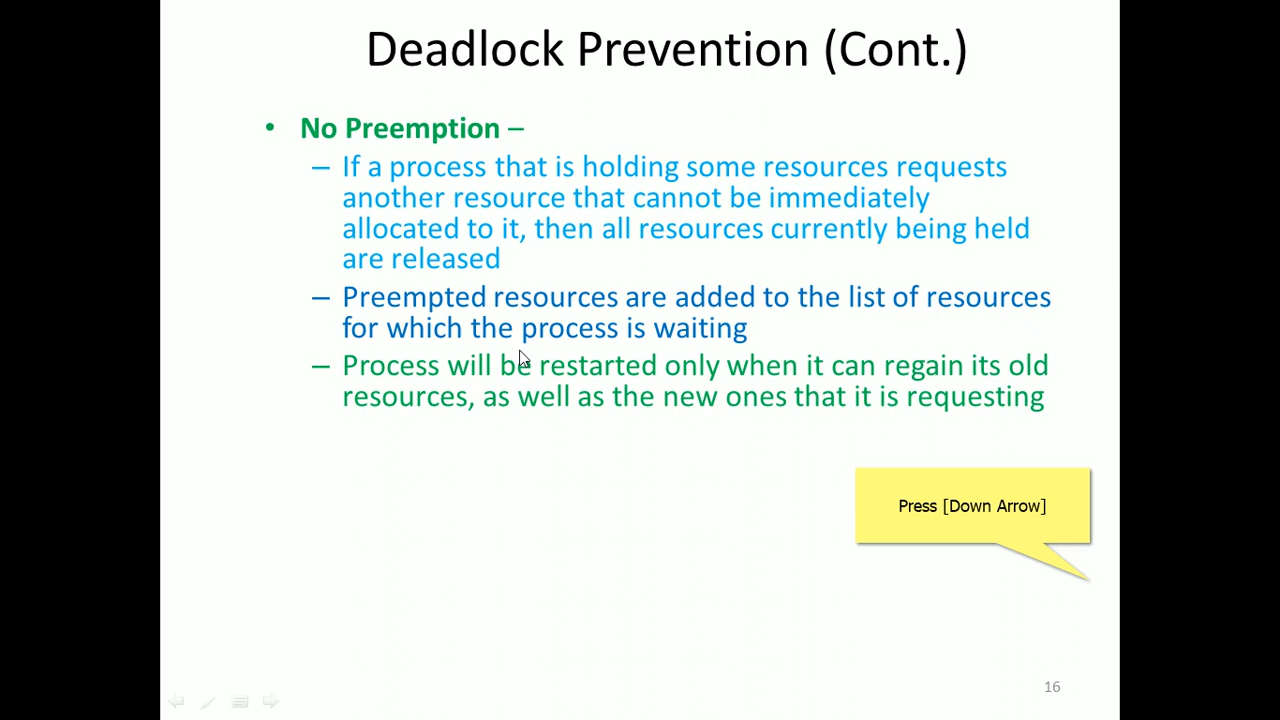 Deadlock Prevention (Cont.)
• No Preemption –
– If a process that is holding some resources requests
another resource that cannot be immediately
allocated to it, then all resources currently being held
are released
– Preempted resources are added to the list of resources
for which the process is waiting
– Process will be restarted only when it can regain its old
resources, as well as the new ones that it is requesting
Press [Down Arrow]
16